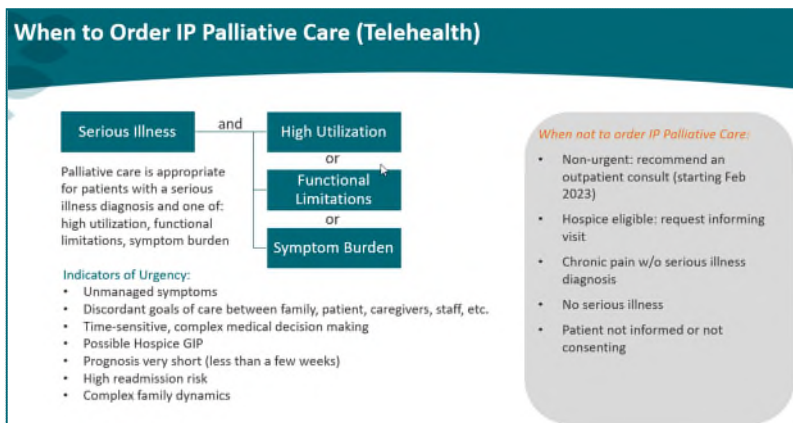 When to Order IP Palliative Care (Telehealth)
Serious Illness
and
High Utilization
or
Functional
Limitations
or
Symptom Burden
Palliative care is appropriate
for patients with a serious
illness diagnosis and one of:
high utilization, functional
limitations, symptom burden
Indicators of Urgency:
• Unmanaged symptoms
• Discordant goals of care between family, patient, caregivers, staff, etc.
• Time-sensitive, complex medical decision making
• Possible Hospice GIP
• Prognosis very short (less than a few weeks)
• High readmission risk
• Complex family dynamics
When not to order IP Palliative Care:
• Non-urgent: recommend an
outpatient consult (starting Feb
2023)
• Hospice eligible: request informing
visit
• Chronic pain w/o serious illness
diagnosis
• No serious illness
• Patient not informed or not
consenting